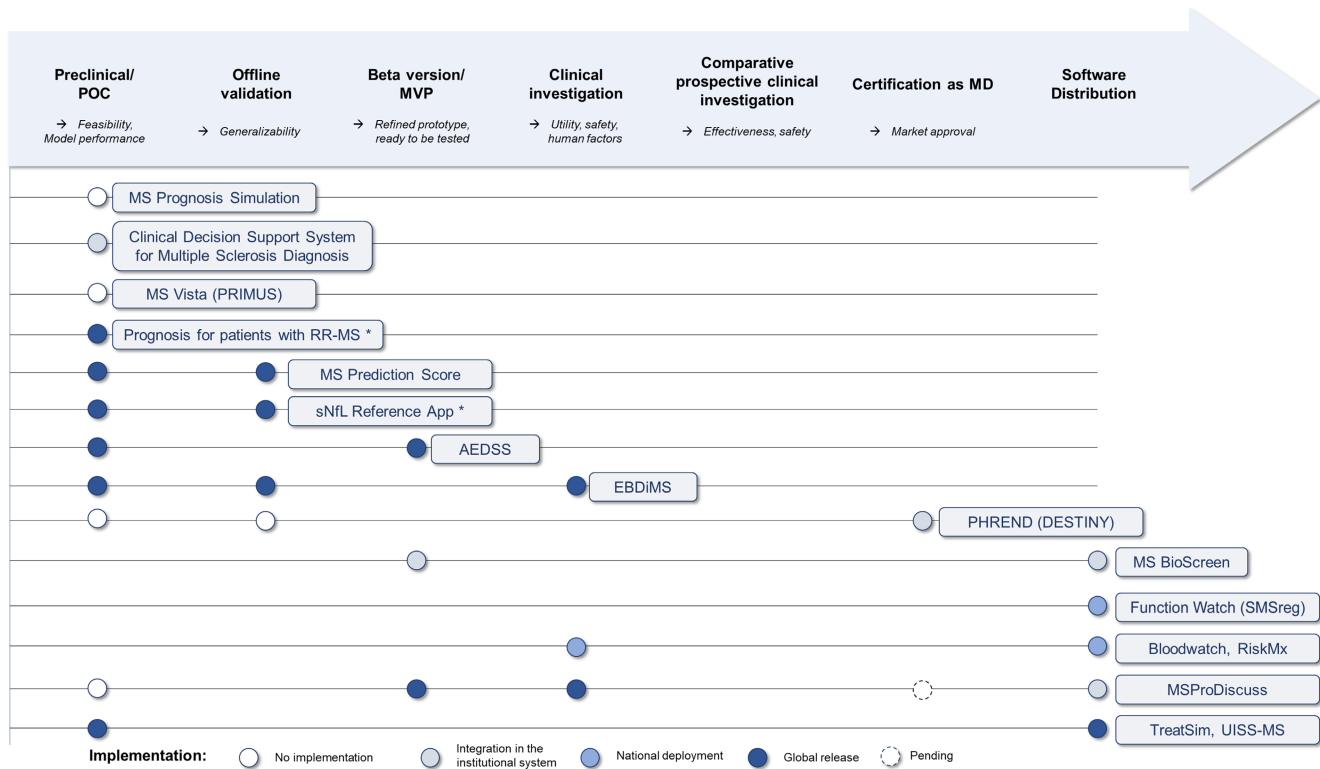 Preclinical/
POC
→ Feasibility,
Model performance
Offline
validation
→ Generalizability
Beta version/
MVP
→ Refined prototype,
ready to be tested
Clinical
investigation
→ Utility, safety,
human factors
Comparative
prospective clinical
investigation
→ Effectiveness, safety
Certification as MD
→ Market approval
Software
Distribution
MS Prognosis Simulation
Clinical Decision Support System
for Multiple Sclerosis Diagnosis
MS Vista (PRIMUS)
Prognosis for patients with RR-MS *
MS Prediction Score
sNfL Reference App *
AEDSS
EBDiMS
PHREND (DESTINY)
MS BioScreen
Function Watch (SMSreg)
Bloodwatch, RiskMx
MSProDiscuss
TreatSim, UISS-MS
Implementation:
No implementation
Integration in the
institutional system
National deployment
Global release
Pending